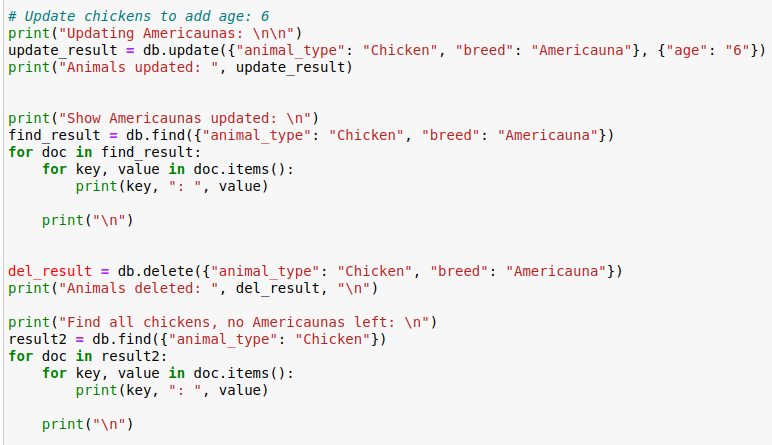 # Update chickens to add age: 6
print("Updating Americaunas: \n\n")
update_result = db.update({"animal_type": "Chicken", "breed": "Americauna"}, {"age": "6"})
print("Animals updated: ", update_result)
print("Show Americaunas updated: \n")
find_result = db.find({"animal_type": "Chicken", "breed": "Americauna"})
for doc in find_result:
    for key, value in doc.items():
        print(key, ": ", value)
    print("\n")
del_result = db.delete({"animal_type": "Chicken", "breed": "Americauna"})
print("Animals deleted: ", del_result, "\n")
print("Find all chickens, no Americaunas left: \n")
result2 = db.find({"animal_type": "Chicken"})
for doc in result2:
    for key, value in doc.items():
        print(key, ": ", value)
    print("\n")